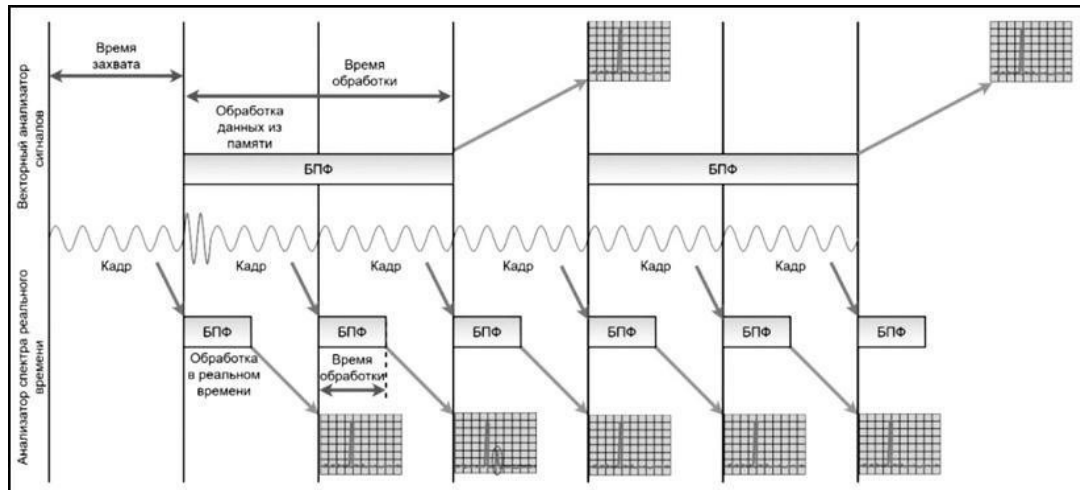 Векторный анализатор
сигналов
Время
захвата
Время
обработки
Обработка
данных из
памяти
БПФ
БПФ
Кадр
Кадр
Кадр
Кадр
Кадр
Кадр
Анализатор спектра реального
времени
БПФ
БПФ
БПФ
БПФ
БПФ
БПФ
Обработка
в реальном
времени
Время
обработки